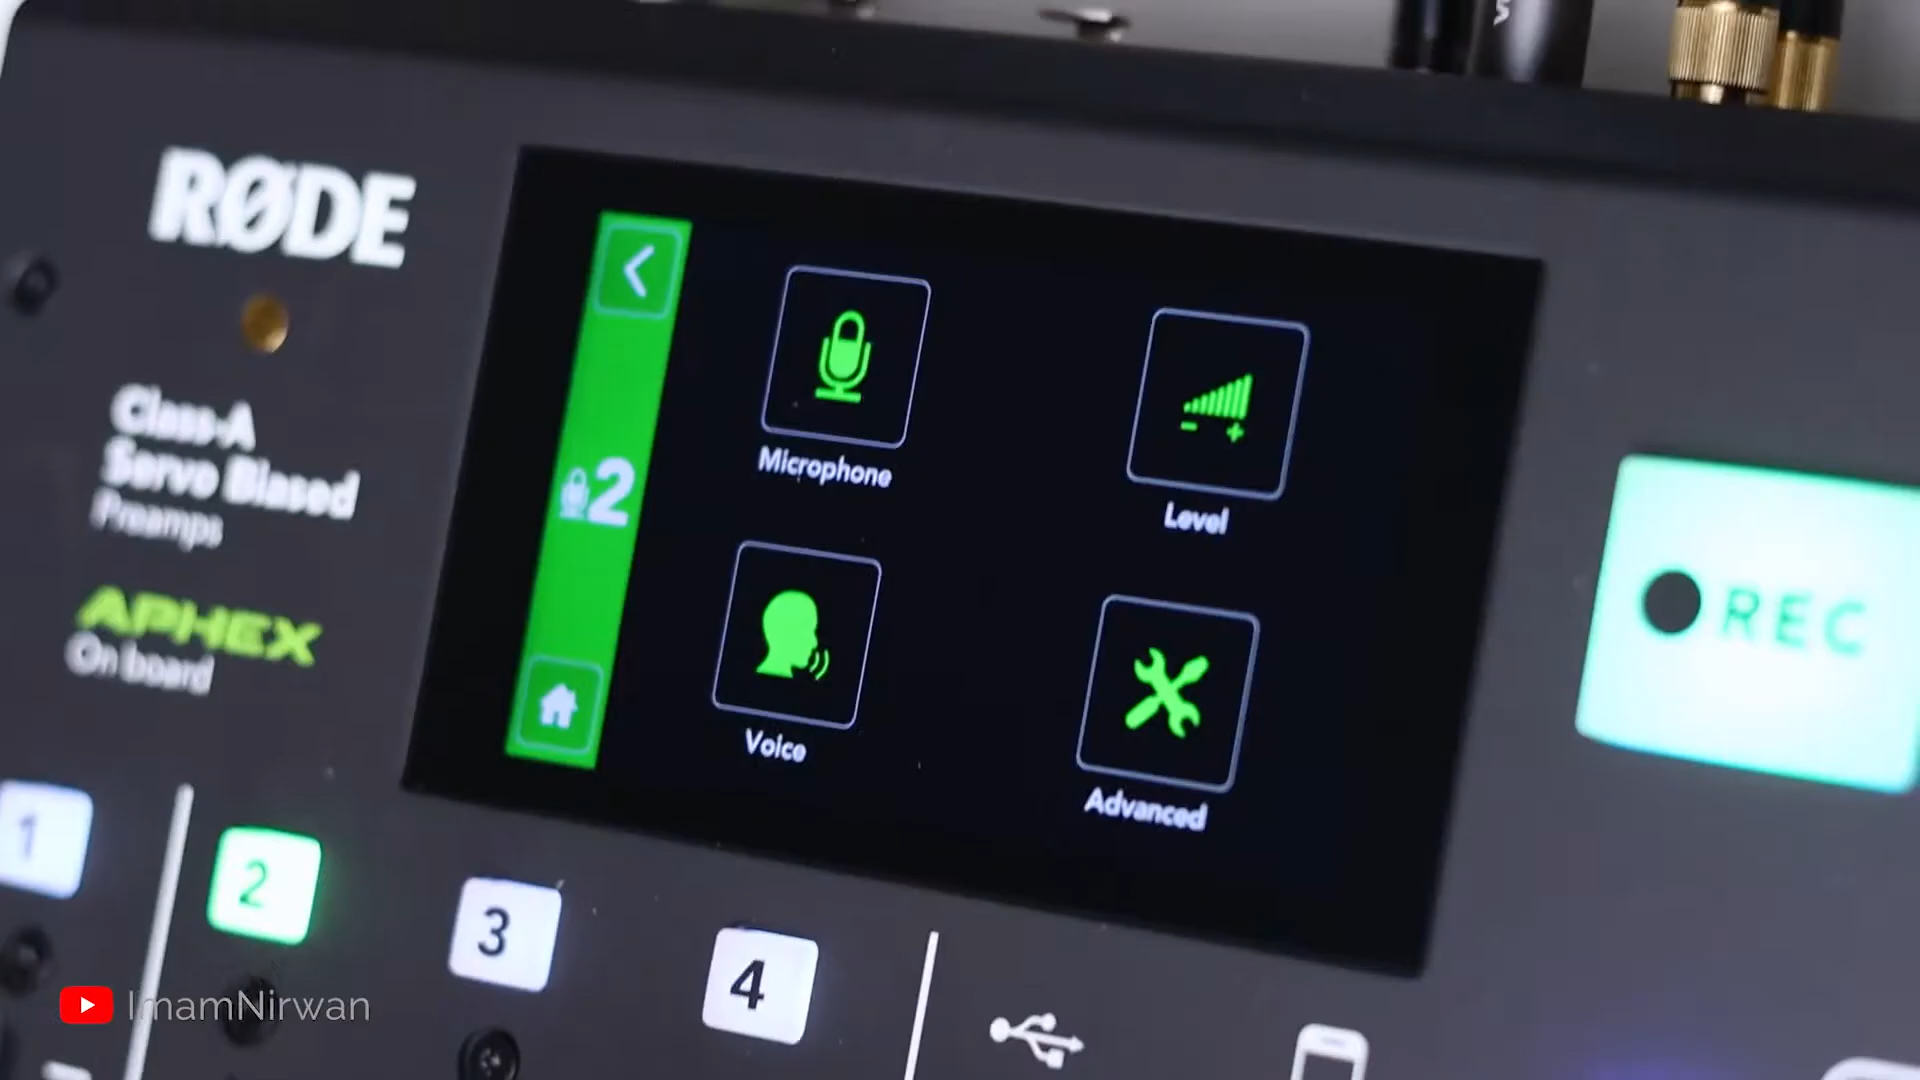 RØDE
Class-A
Servo Biased
Preamps
APHEX
On board
2
Microphone
Level
Voice
Advanced
REC
1
2
3
4
ImamNirwan